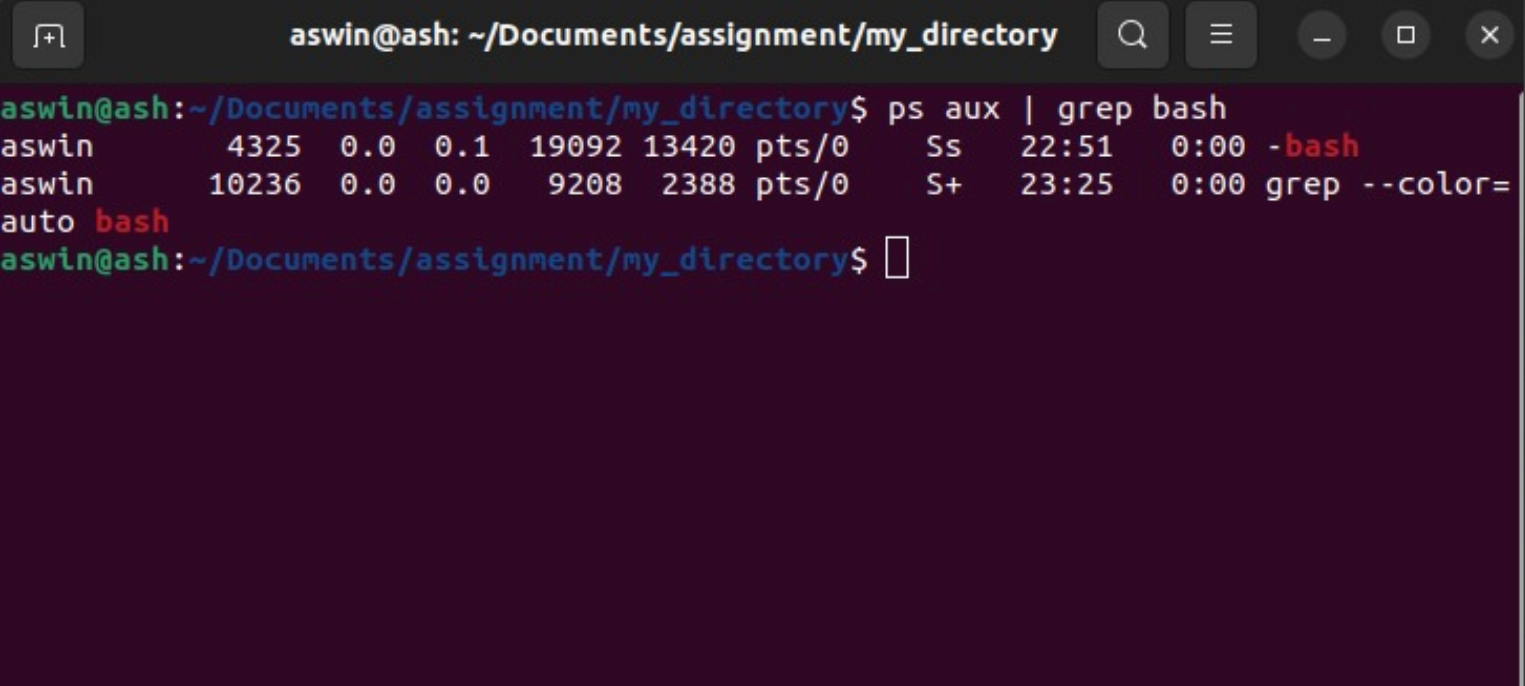 aswin@ash: ~/Documents/assignment/my_directory
aswin@ash:~/Documents/assignment/my_directory$ ps aux | grep bash
aswin       4325  0.0  0.1  19092 13420 pts/0    Ss   22:51   0:00 -bash
aswin      10236  0.0  0.0   9208  2388 pts/0    S+   23:25   0:00 grep --color=
auto bash
aswin@ash:~/Documents/assignment/my_directory$